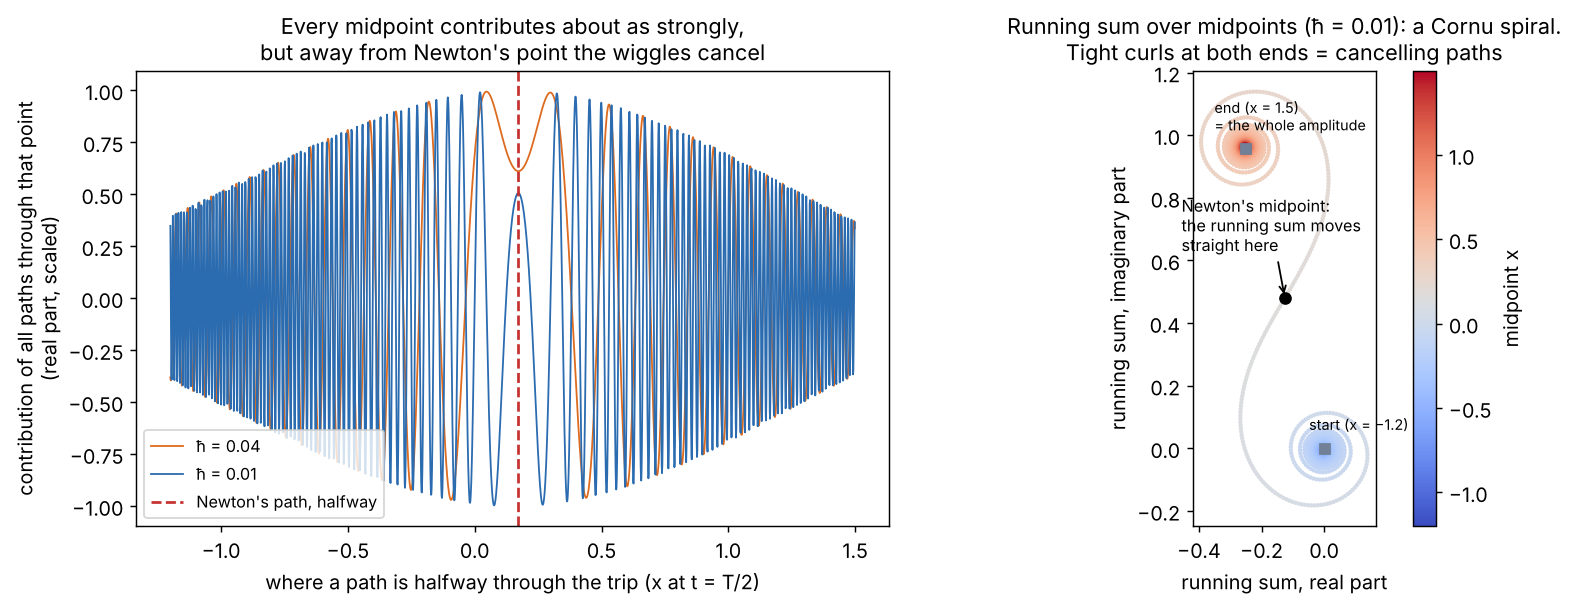 Every midpoint contributes about as strongly,
but away from Newton's point the wiggles cancel
contribution of all paths through that point
(real part, scaled)
1.00
0.75
0.50
0.25
0.00
−0.25
−0.50
−0.75
−1.00
ħ = 0.04
ħ = 0.01
Newton's path, halfway
−1.0
−0.5
0.0
0.5
1.0
1.5
where a path is halfway through the trip (x at t = T/2)
Running sum over midpoints (ħ = 0.01): a Cornu spiral.
Tight curls at both ends = cancelling paths
running sum, imaginary part
1.2
1.0
0.8
0.6
0.4
0.2
0.0
−0.2
end (x = 1.5)
= the whole amplitude
Newton's midpoint:
the running sum moves
straight here
start (x = −1.2)
−0.4
−0.2
0.0
running sum, real part
1.0
0.5
0.0
−0.5
−1.0
midpoint x